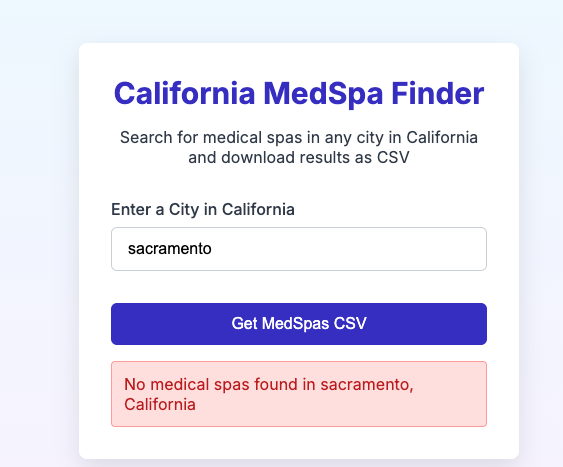 California MedSpa Finder
Search for medical spas in any city in California
and download results as CSV
Enter a City in California
sacramento
Get MedSpas CSV
No medical spas found in sacramento,
California